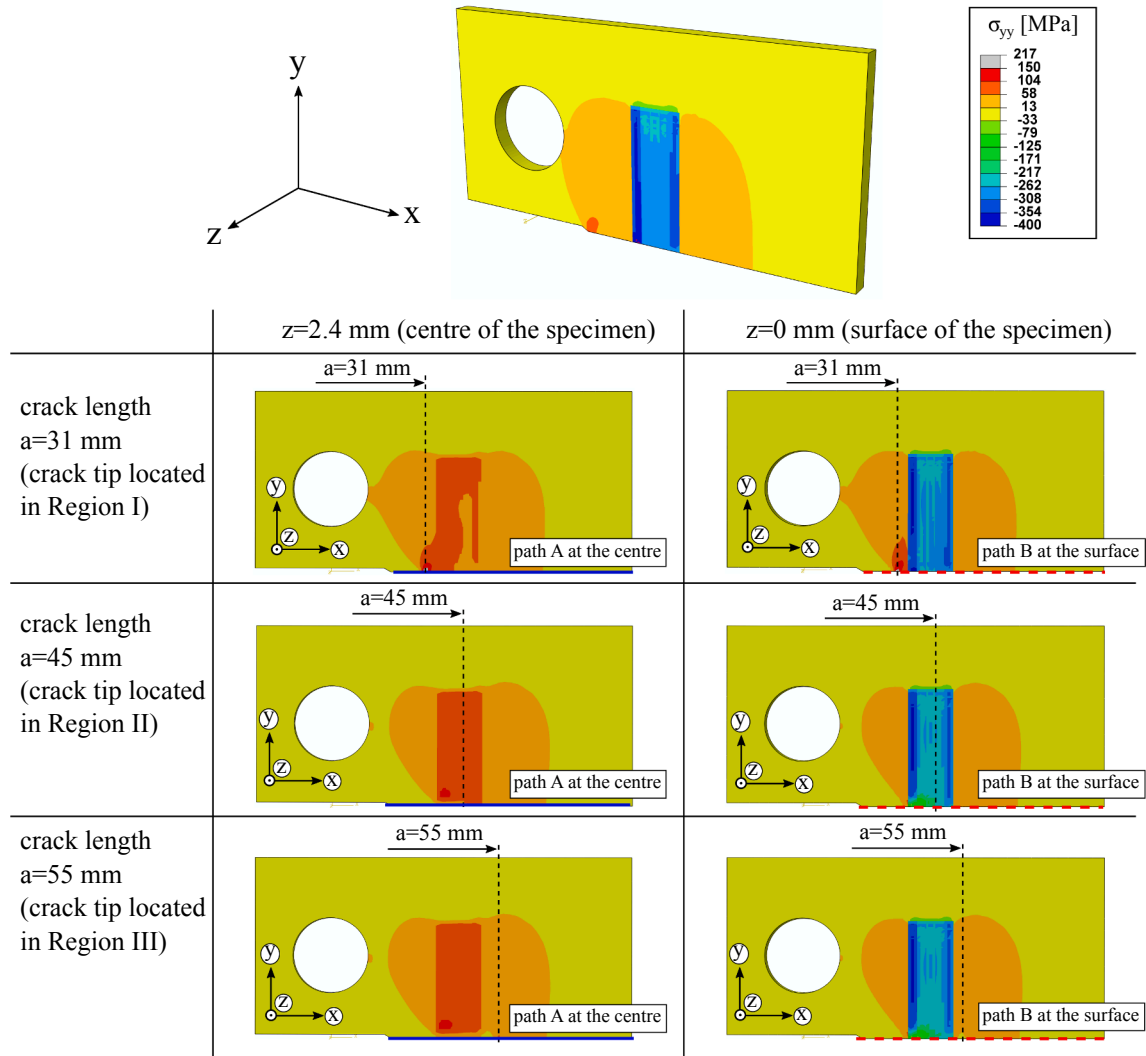 y
x
z
σyy [MPa]
217
150
104
58
13
-33
-79
-125
-171
-217
-262
-308
-354
-400
z=2.4 mm (centre of the specimen)
z=0 mm (surface of the specimen)
crack length
a=31 mm
(crack tip located
in Region I)
a=31 mm
y
z
x
path A at the centre
a=31 mm
y
z
x
path B at the surface
crack length
a=45 mm
(crack tip located
in Region II)
a=45 mm
y
z
x
path A at the centre
a=45 mm
y
z
x
path B at the surface
crack length
a=55 mm
(crack tip located
in Region III)
a=55 mm
y
z
x
path A at the centre
a=55 mm
y
z
x
path B at the surface